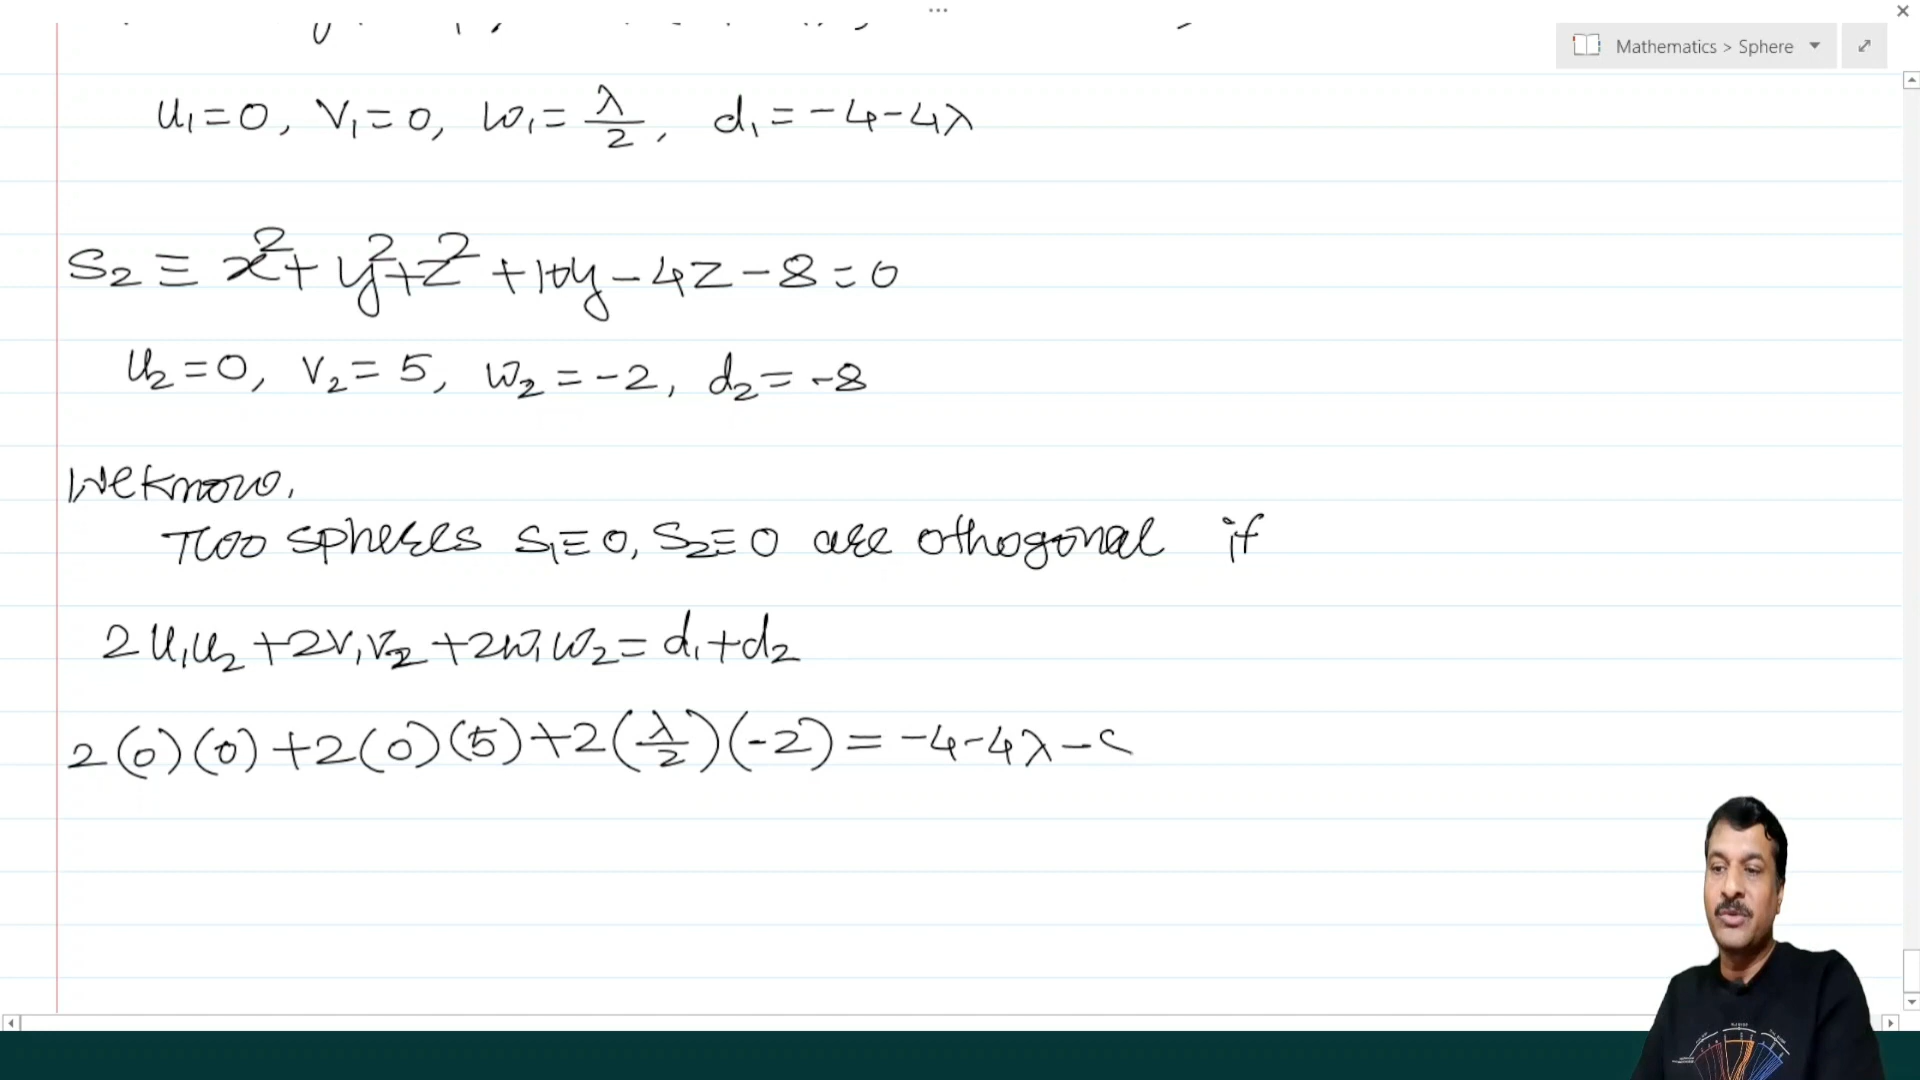 Mathematics > Sphere
u₁=0, v₁=0, w₁=λ/2, d₁=-4-4λ
S₂≡x²+y²+z²+10y-4z-8=0
u₂=0, v₂=5, w₂=-2, d₂=-8
We know,
Two spheres S₁≡0, S₂≡0 are othogonal if
2u₁u₂+2v₁v₂+2w₁w₂=d₁+d₂
2(0)(0)+2(0)(5)+2(λ/2)(-2)=-4-4λ-